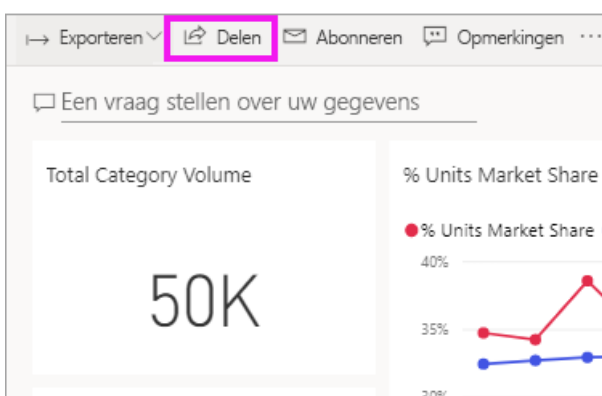 Exporteren Delen Abonneren Opmerkingen ...
Een vraag stellen over uw gegevens
Total Category Volume
% Units Market Share
% Units Market Share
40%
50K
35%
30%